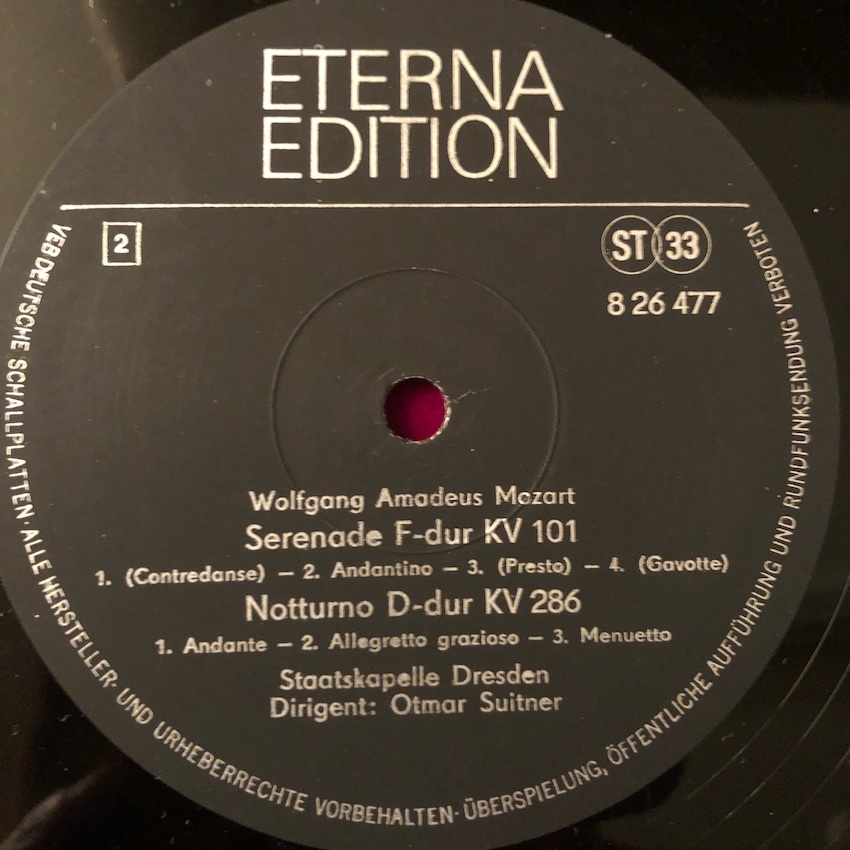 ETERNA
EDITION
2
ST 33
8 26 477
Wolfgang Amadeus Mozart
Serenade F-dur KV 101
1. (Contredanse) – 2. Andantino – 3. (Presto) – 4. (Gavotte)
Notturno D-dur KV 286
1. Andante – 2. Allegretto grazioso – 3. Menuetto
Staatskapelle Dresden
Dirigent: Otmar Suitner
VEB DEUTSCHE SCHALLPLATTEN · ALLE HERSTELLER- UND URHEBERRECHTE VORBEHALTEN · ÜBERSPIELUNG, ÖFFENTLICHE AUFFÜHRUNG UND RUNDFUNKSENDUNG VERBOTEN